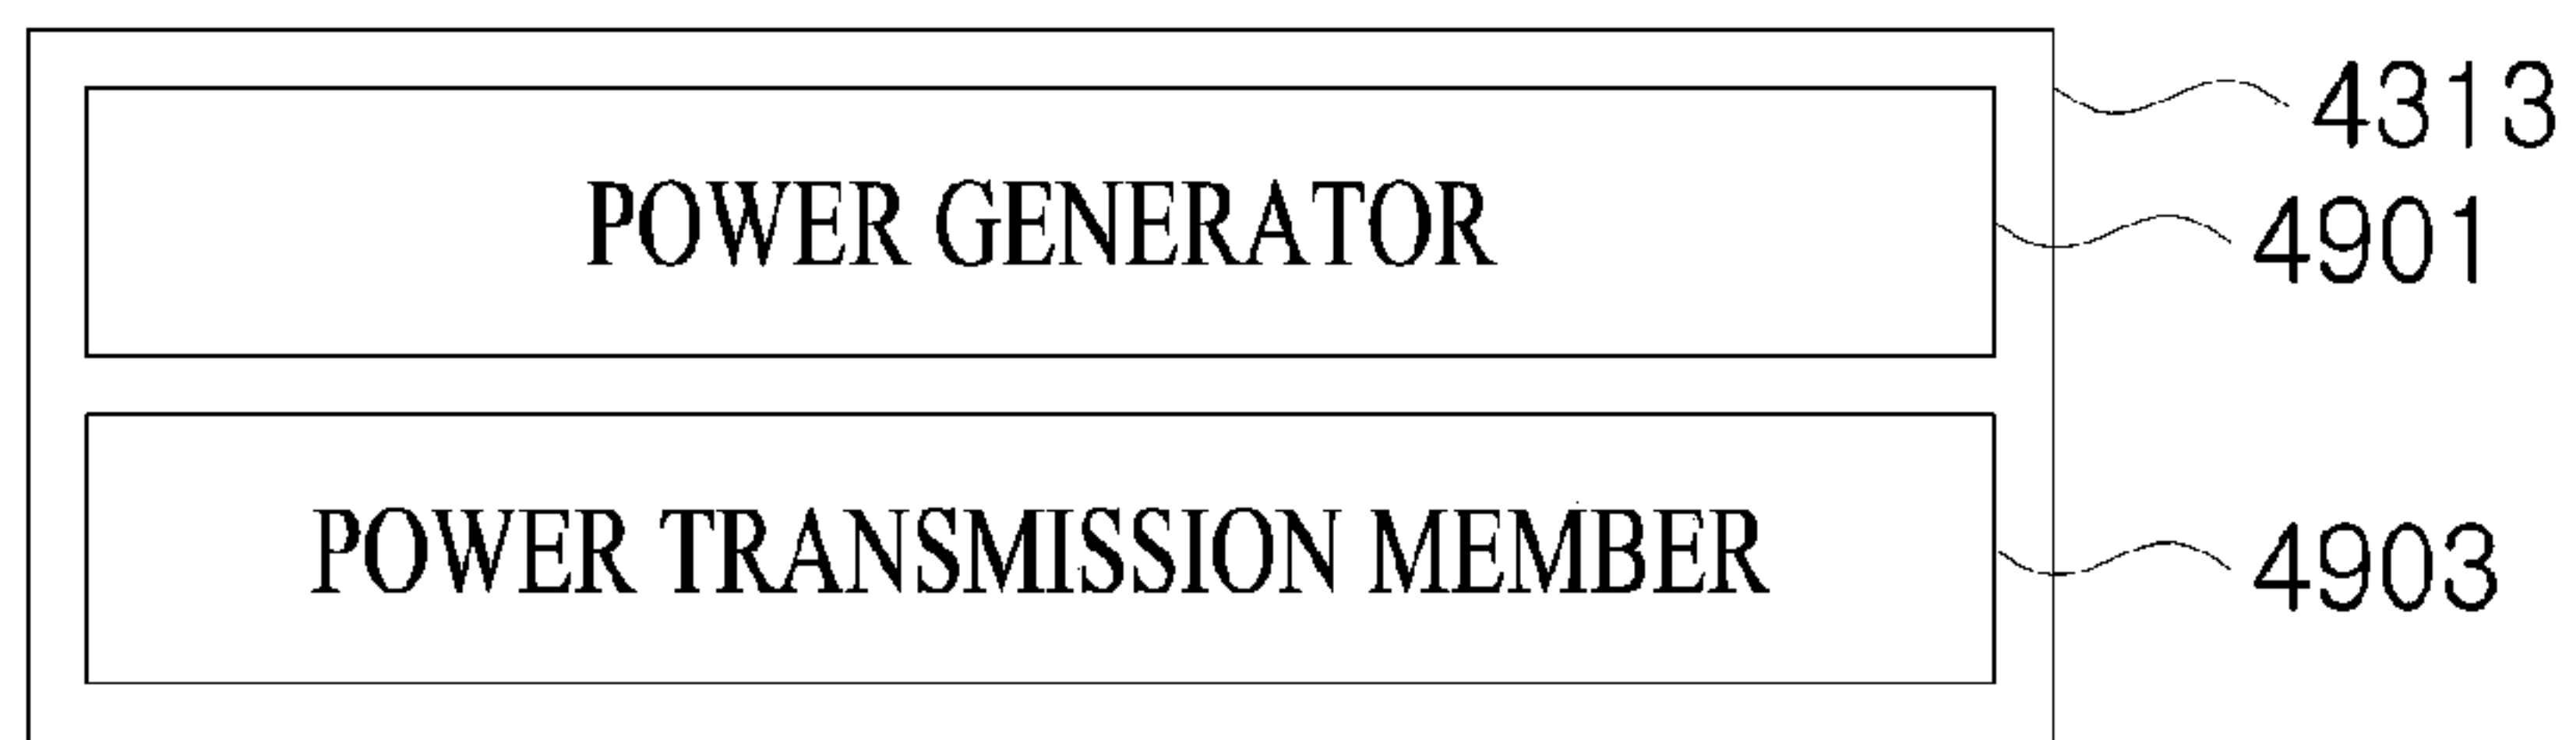 4313
POWER GENERATOR 4901
POWER TRANSMISSION MEMBER 4903